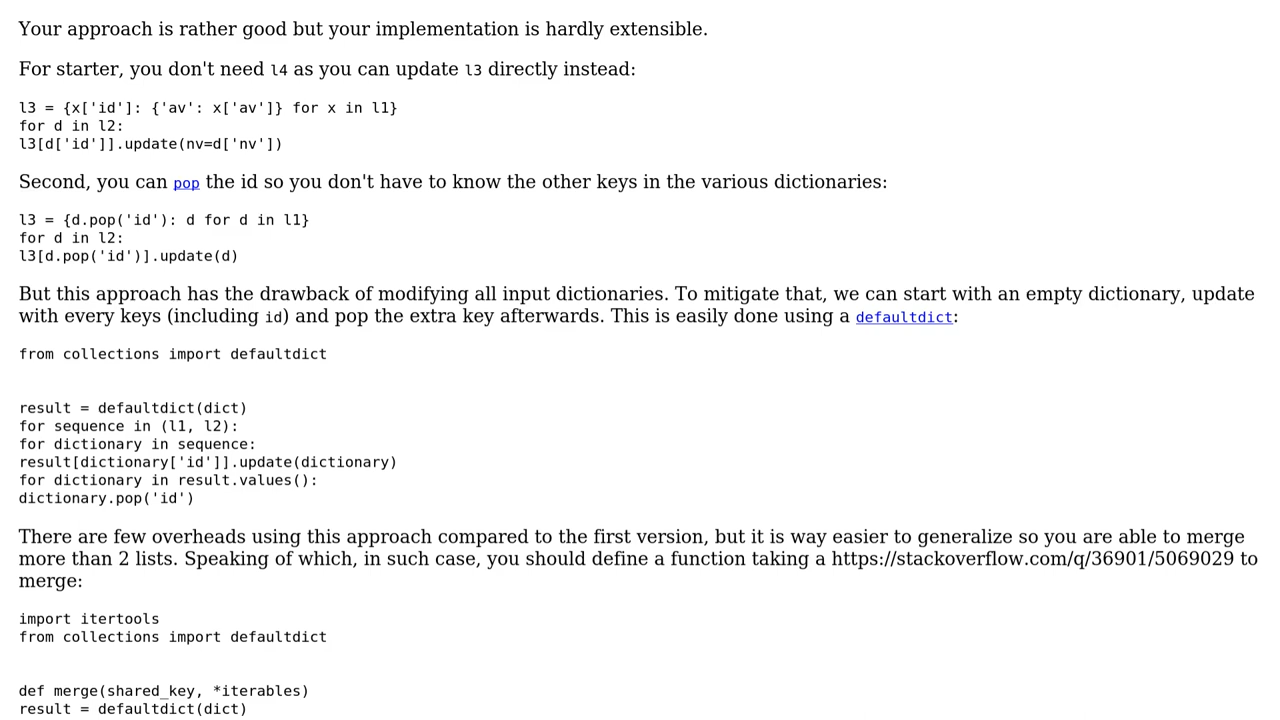 Your approach is rather good but your implementation is hardly extensible.
For starter, you don't need l4 as you can update l3 directly instead:
l3 = {x['id']: {'av': x['av']} for x in l1}
for d in l2:
l3[d['id']].update(nv=d['nv'])
Second, you can pop the id so you don't have to know the other keys in the various dictionaries:
l3 = {d.pop('id'): d for d in l1}
for d in l2:
l3[d.pop('id')].update(d)
But this approach has the drawback of modifying all input dictionaries. To mitigate that, we can start with an empty dictionary, update
with every keys (including id) and pop the extra key afterwards. This is easily done using a defaultdict:
from collections import defaultdict
result = defaultdict(dict)
for sequence in (l1, l2):
for dictionary in sequence:
result[dictionary['id']].update(dictionary)
for dictionary in result.values():
dictionary.pop('id')
There are few overheads using this approach compared to the first version, but it is way easier to generalize so you are able to merge
more than 2 lists. Speaking of which, in such case, you should define a function taking a https://stackoverflow.com/q/36901/5069029 to
merge:
import itertools
from collections import defaultdict
def merge(shared_key, *iterables)
result = defaultdict(dict)